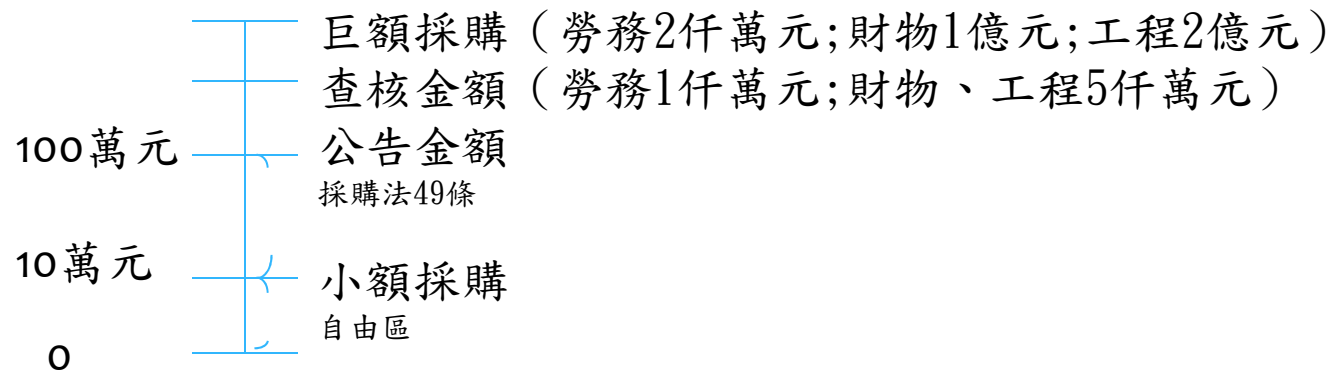 巨額採購（勞務2仟萬元;財物1億元;工程2億元）
查核金額（勞務1仟萬元;財物、工程5仟萬元）
100萬元
公告金額
採購法49條
10萬元
小額採購
自由區
0